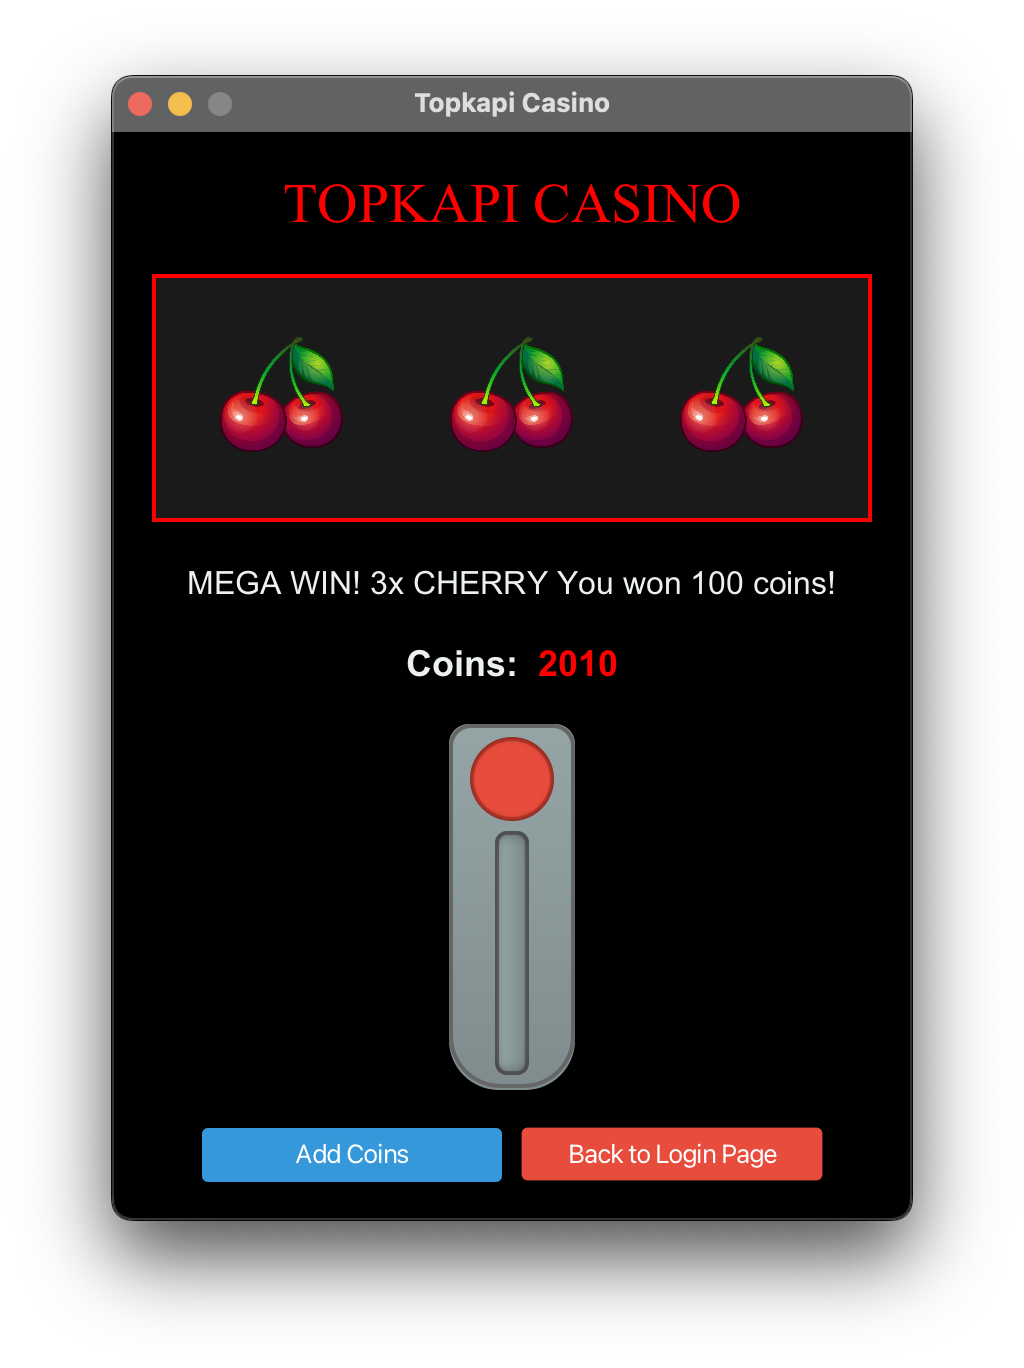 Topkapi Casino
TOPKAPI CASINO
MEGA WIN! 3x CHERRY You won 100 coins!
Coins: 2010
Add Coins
Back to Login Page